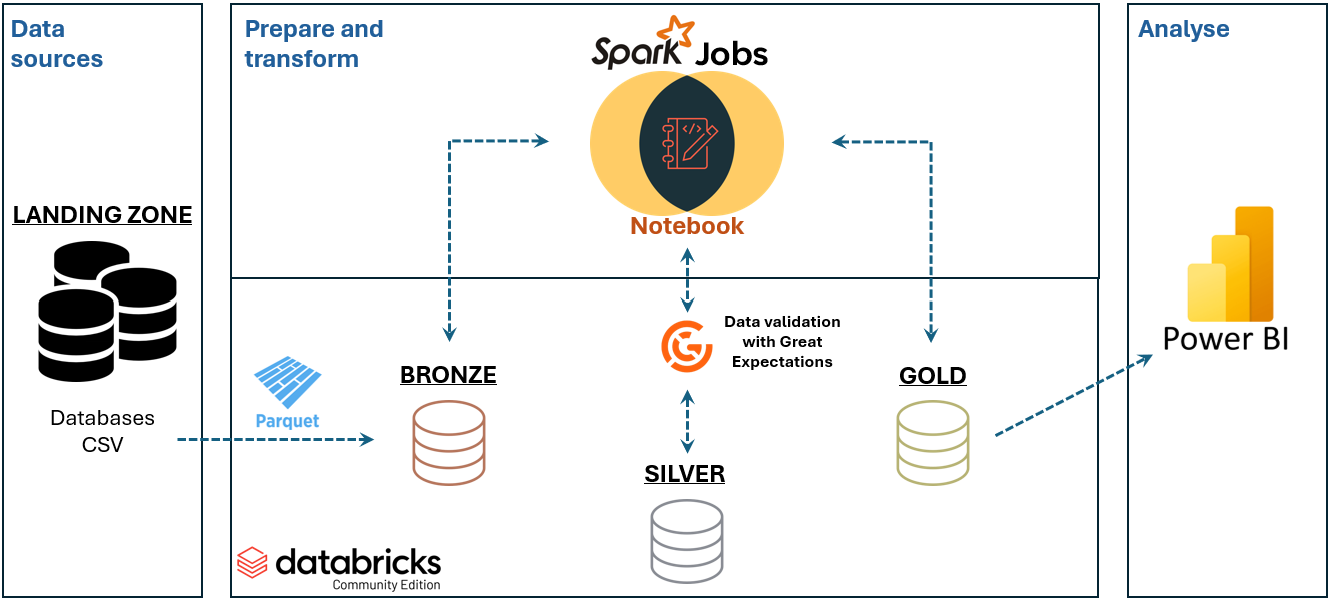 Data
sources
LANDING ZONE
Databases
CSV
Prepare and
transform
Spark Jobs
Notebook
Parquet
BRONZE
Data validation
with Great
Expectations
SILVER
GOLD
databricks
Community Edition
Analyse
Power BI